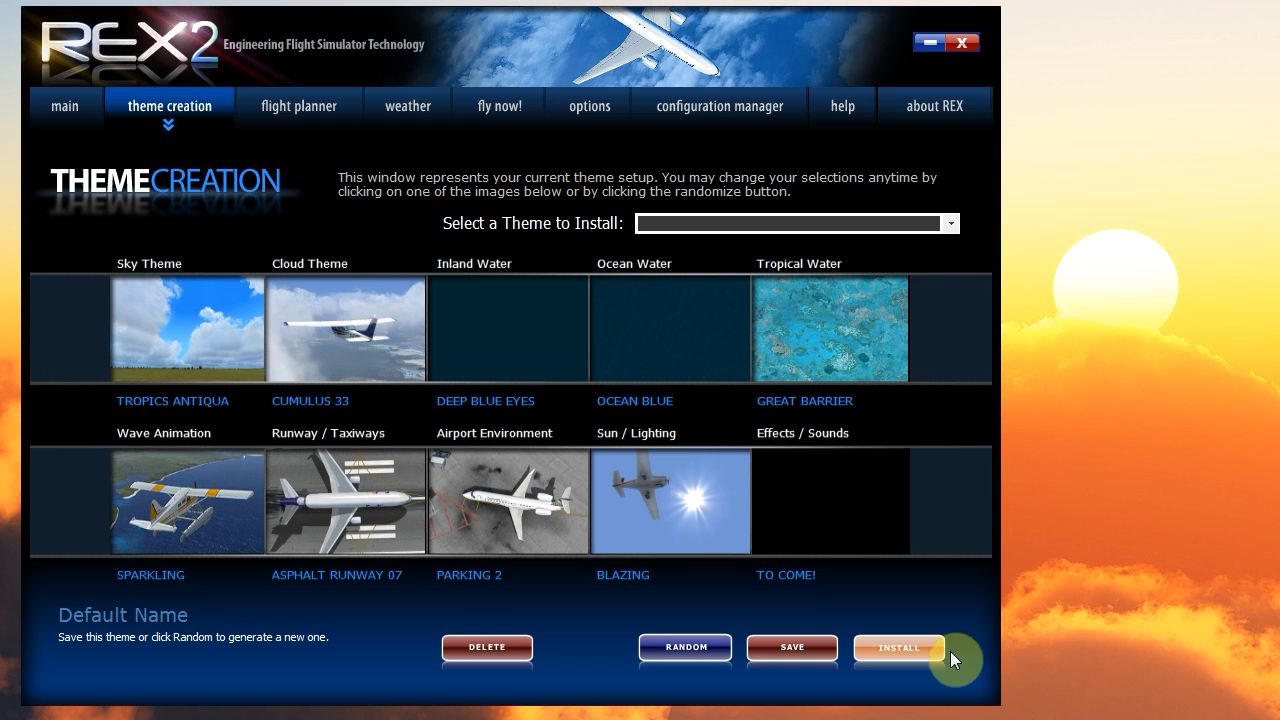 REX2 Engineering Flight Simulator Technology
X
main theme creation flight planner weather fly now! options configuration manager help about REX
THEMECREATION
This window represents your current theme setup. You may change your selections anytime by
clicking on one of the images below or by clicking the randomize button.
Select a Theme to Install:
Sky Theme Cloud Theme Inland Water Ocean Water Tropical Water
TROPICS ANTIQUA CUMULUS 33 DEEP BLUE EYES OCEAN BLUE GREAT BARRIER
Wave Animation Runway / Taxiways Airport Environment Sun / Lighting Effects / Sounds
SPARKLING ASPHALT RUNWAY 07 PARKING 2 BLAZING TO COME!
Default Name
Save this theme or click Random to generate a new one.
DELETE RANDOM SAVE INSTALL